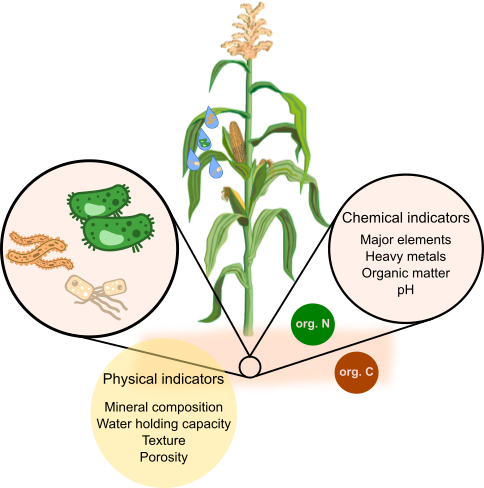 Chemical indicators
Major elements
Heavy metals
Organic matter
pH
org. N
org. C
Physical indicators
Mineral composition
Water holding capacity
Texture
Porosity